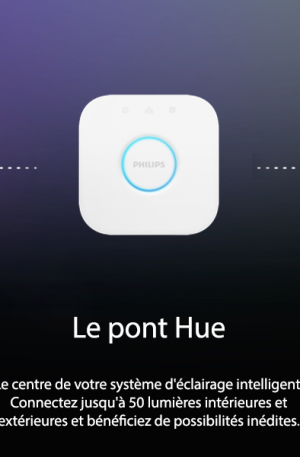 PHILIPS
Le pont Hue
Le centre de votre système d'éclairage intelligent.
Connectez jusqu'à 50 lumières intérieures et
extérieures et bénéficiez de possibilités inédites.